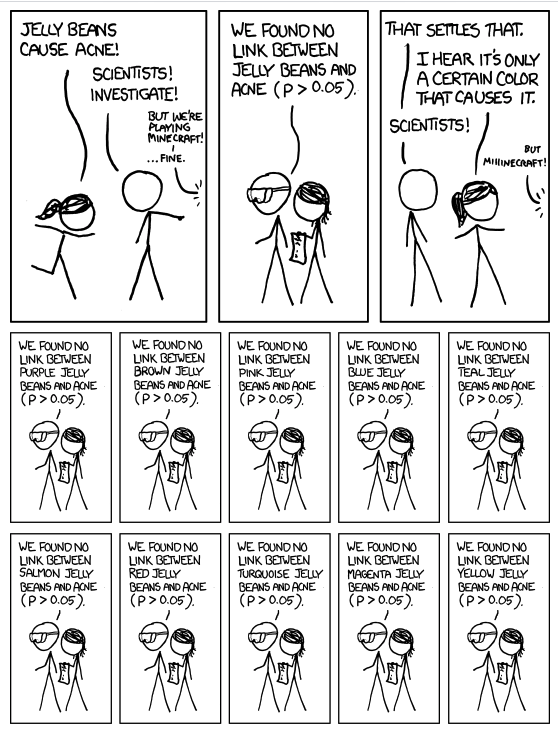 JELLY BEANS
CAUSE ACNE!
SCIENTISTS!
INVESTIGATE!
BUT WE'RE
PLAYING
MINECRAFT!
...FINE.
WE FOUND NO
LINK BETWEEN
JELLY BEANS AND
ACNE (P > 0.05).
THAT SETTLES THAT.
I HEAR IT'S ONLY
A CERTAIN COLOR
THAT CAUSES IT.
SCIENTISTS!
BUT
MIIINECRAFT!
WE FOUND NO
LINK BETWEEN
PURPLE JELLY
BEANS AND ACNE
(P > 0.05).
WE FOUND NO
LINK BETWEEN
BROWN JELLY
BEANS AND ACNE
(P > 0.05).
WE FOUND NO
LINK BETWEEN
PINK JELLY
BEANS AND ACNE
(P > 0.05).
WE FOUND NO
LINK BETWEEN
BLUE JELLY
BEANS AND ACNE
(P > 0.05).
WE FOUND NO
LINK BETWEEN
TEAL JELLY
BEANS AND ACNE
(P > 0.05).
WE FOUND NO
LINK BETWEEN
SALMON JELLY
BEANS AND ACNE
(P > 0.05).
WE FOUND NO
LINK BETWEEN
RED JELLY
BEANS AND ACNE
(P > 0.05).
WE FOUND NO
LINK BETWEEN
TURQUOISE JELLY
BEANS AND ACNE
(P > 0.05).
WE FOUND NO
LINK BETWEEN
MAGENTA JELLY
BEANS AND ACNE
(P > 0.05).
WE FOUND NO
LINK BETWEEN
YELLOW JELLY
BEANS AND ACNE
(P > 0.05).